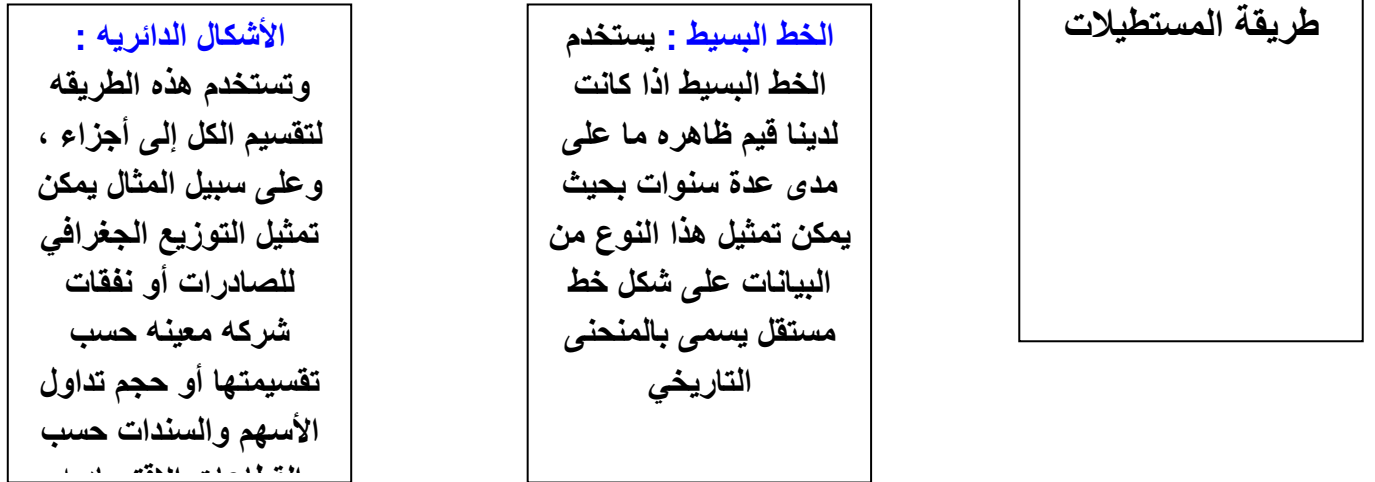 طريقة المستطيلات
الخط البسيط : يستخدم
الخط البسيط اذا كانت
لدينا قيم ظاهره ما على
مدى عدة سنوات بحيث
يمكن تمثيل هذا النوع من
البيانات على شكل خط
مستقل يسمى بالمنحنى
التاريخي
الأشكال الدائريه :
وتستخدم هذه الطريقه
لتقسيم الكل إلى أجزاء ،
وعلى سبيل المثال يمكن
تمثيل التوزيع الجغرافي
للصادرات أو نفقات
شركه معينه حسب
تقسيمتها أو حجم تداول
الأسهم والسندات حسب